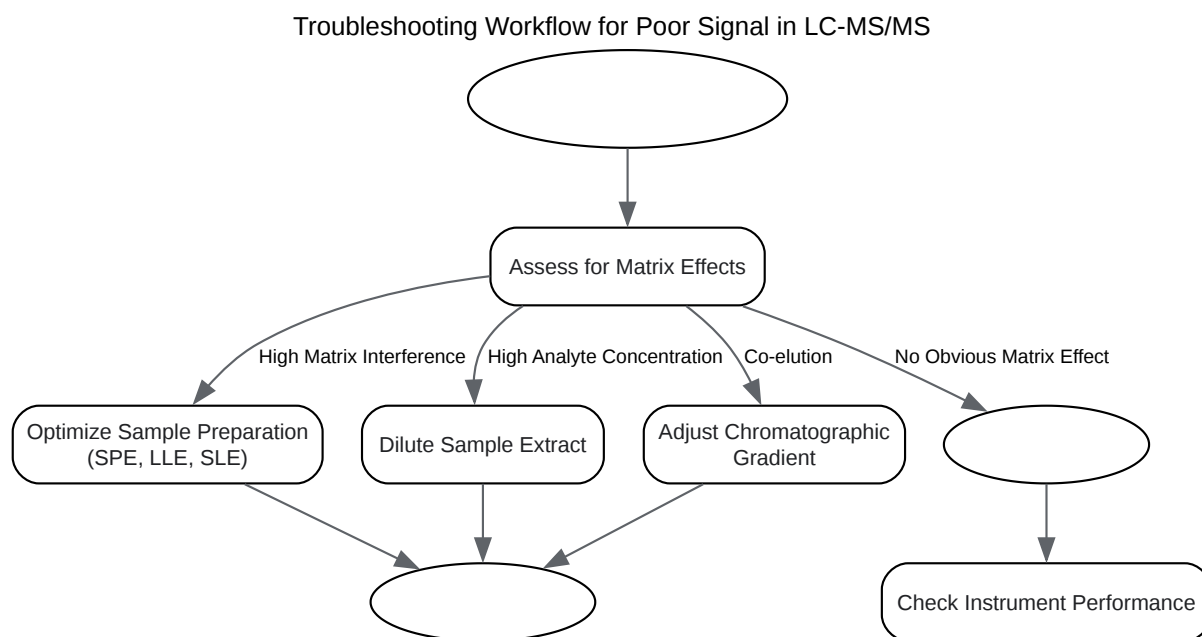 Troubleshooting Workflow for Poor Signal in LC-MS/MS
Assess for Matrix Effects
High Matrix Interference
High Analyte Concentration
Co-elution
No Obvious Matrix Effect
Optimize Sample Preparation
(SPE, LLE, SLE)
Dilute Sample Extract
Adjust Chromatographic
Gradient
Check Instrument Performance